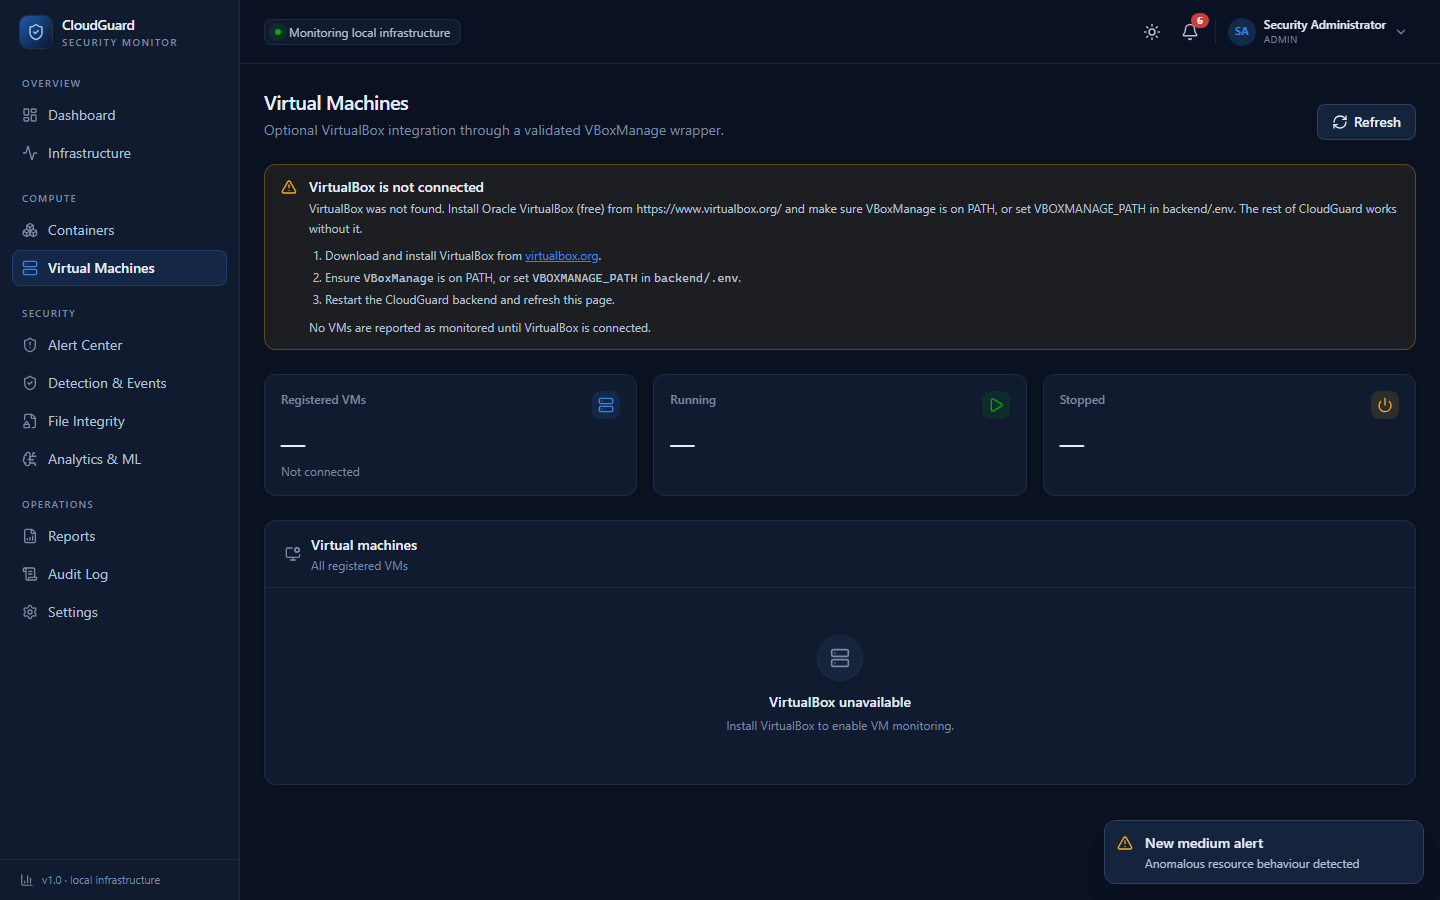 CloudGuard
SECURITY MONITOR
OVERVIEW
Dashboard
Infrastructure
COMPUTE
Containers
Virtual Machines
SECURITY
Alert Center
Detection & Events
File Integrity
Analytics & ML
OPERATIONS
Reports
Audit Log
Settings
v1.0 · local infrastructure
Monitoring local infrastructure
6
SA
Security Administrator
ADMIN
Virtual Machines
Optional VirtualBox integration through a validated VBoxManage wrapper.
Refresh
VirtualBox is not connected
VirtualBox was not found. Install Oracle VirtualBox (free) from https://www.virtualbox.org/ and make sure VBoxManage is on PATH, or set VBOXMANAGE_PATH in backend/.env. The rest of CloudGuard works
without it.
1. Download and install VirtualBox from virtualbox.org.
2. Ensure VBoxManage is on PATH, or set VBOXMANAGE_PATH in backend/.env.
3. Restart the CloudGuard backend and refresh this page.
No VMs are reported as monitored until VirtualBox is connected.
Registered VMs
—
Not connected
Running
—
Stopped
—
Virtual machines
All registered VMs
VirtualBox unavailable
Install VirtualBox to enable VM monitoring.
New medium alert
Anomalous resource behaviour detected